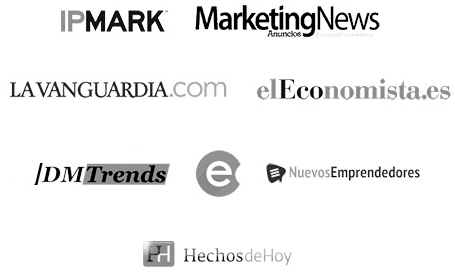 IPMARK
MarketingNews
Anuncios
LAVANGUARDIA.com
elEconomista.es
/DMTrends
e
NuevosEmprendedores
HechosdeHoy